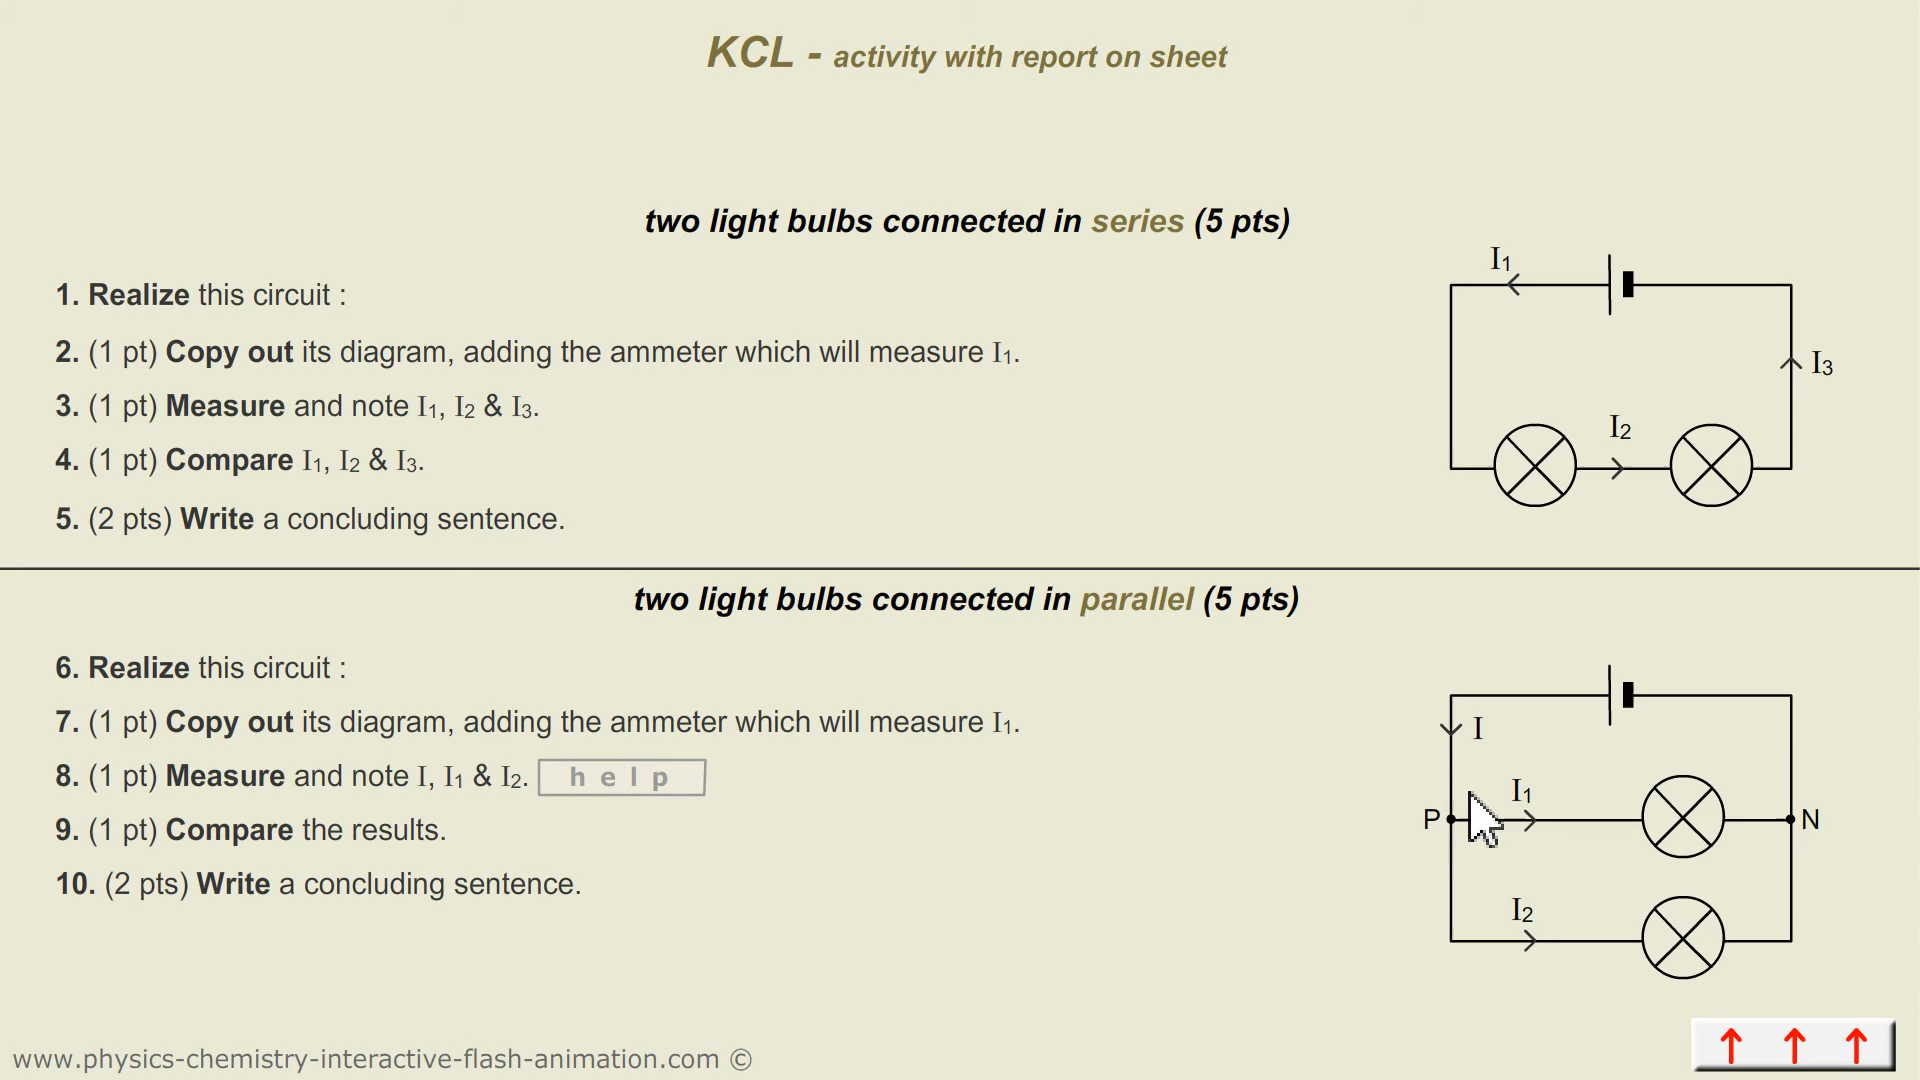 KCL - activity with report on sheet
two light bulbs connected in series (5 pts)
1. Realize this circuit :
2. (1 pt) Copy out its diagram, adding the ammeter which will measure I1.
3. (1 pt) Measure and note I1, I2 & I3.
4. (1 pt) Compare I1, I2 & I3.
5. (2 pts) Write a concluding sentence.
I1
I3
I2
two light bulbs connected in parallel (5 pts)
6. Realize this circuit :
7. (1 pt) Copy out its diagram, adding the ammeter which will measure I1.
8. (1 pt) Measure and note I, I1 & I2. help
9. (1 pt) Compare the results.
10. (2 pts) Write a concluding sentence.
I
I1
P
N
I2
www.physics-chemistry-interactive-flash-animation.com ©